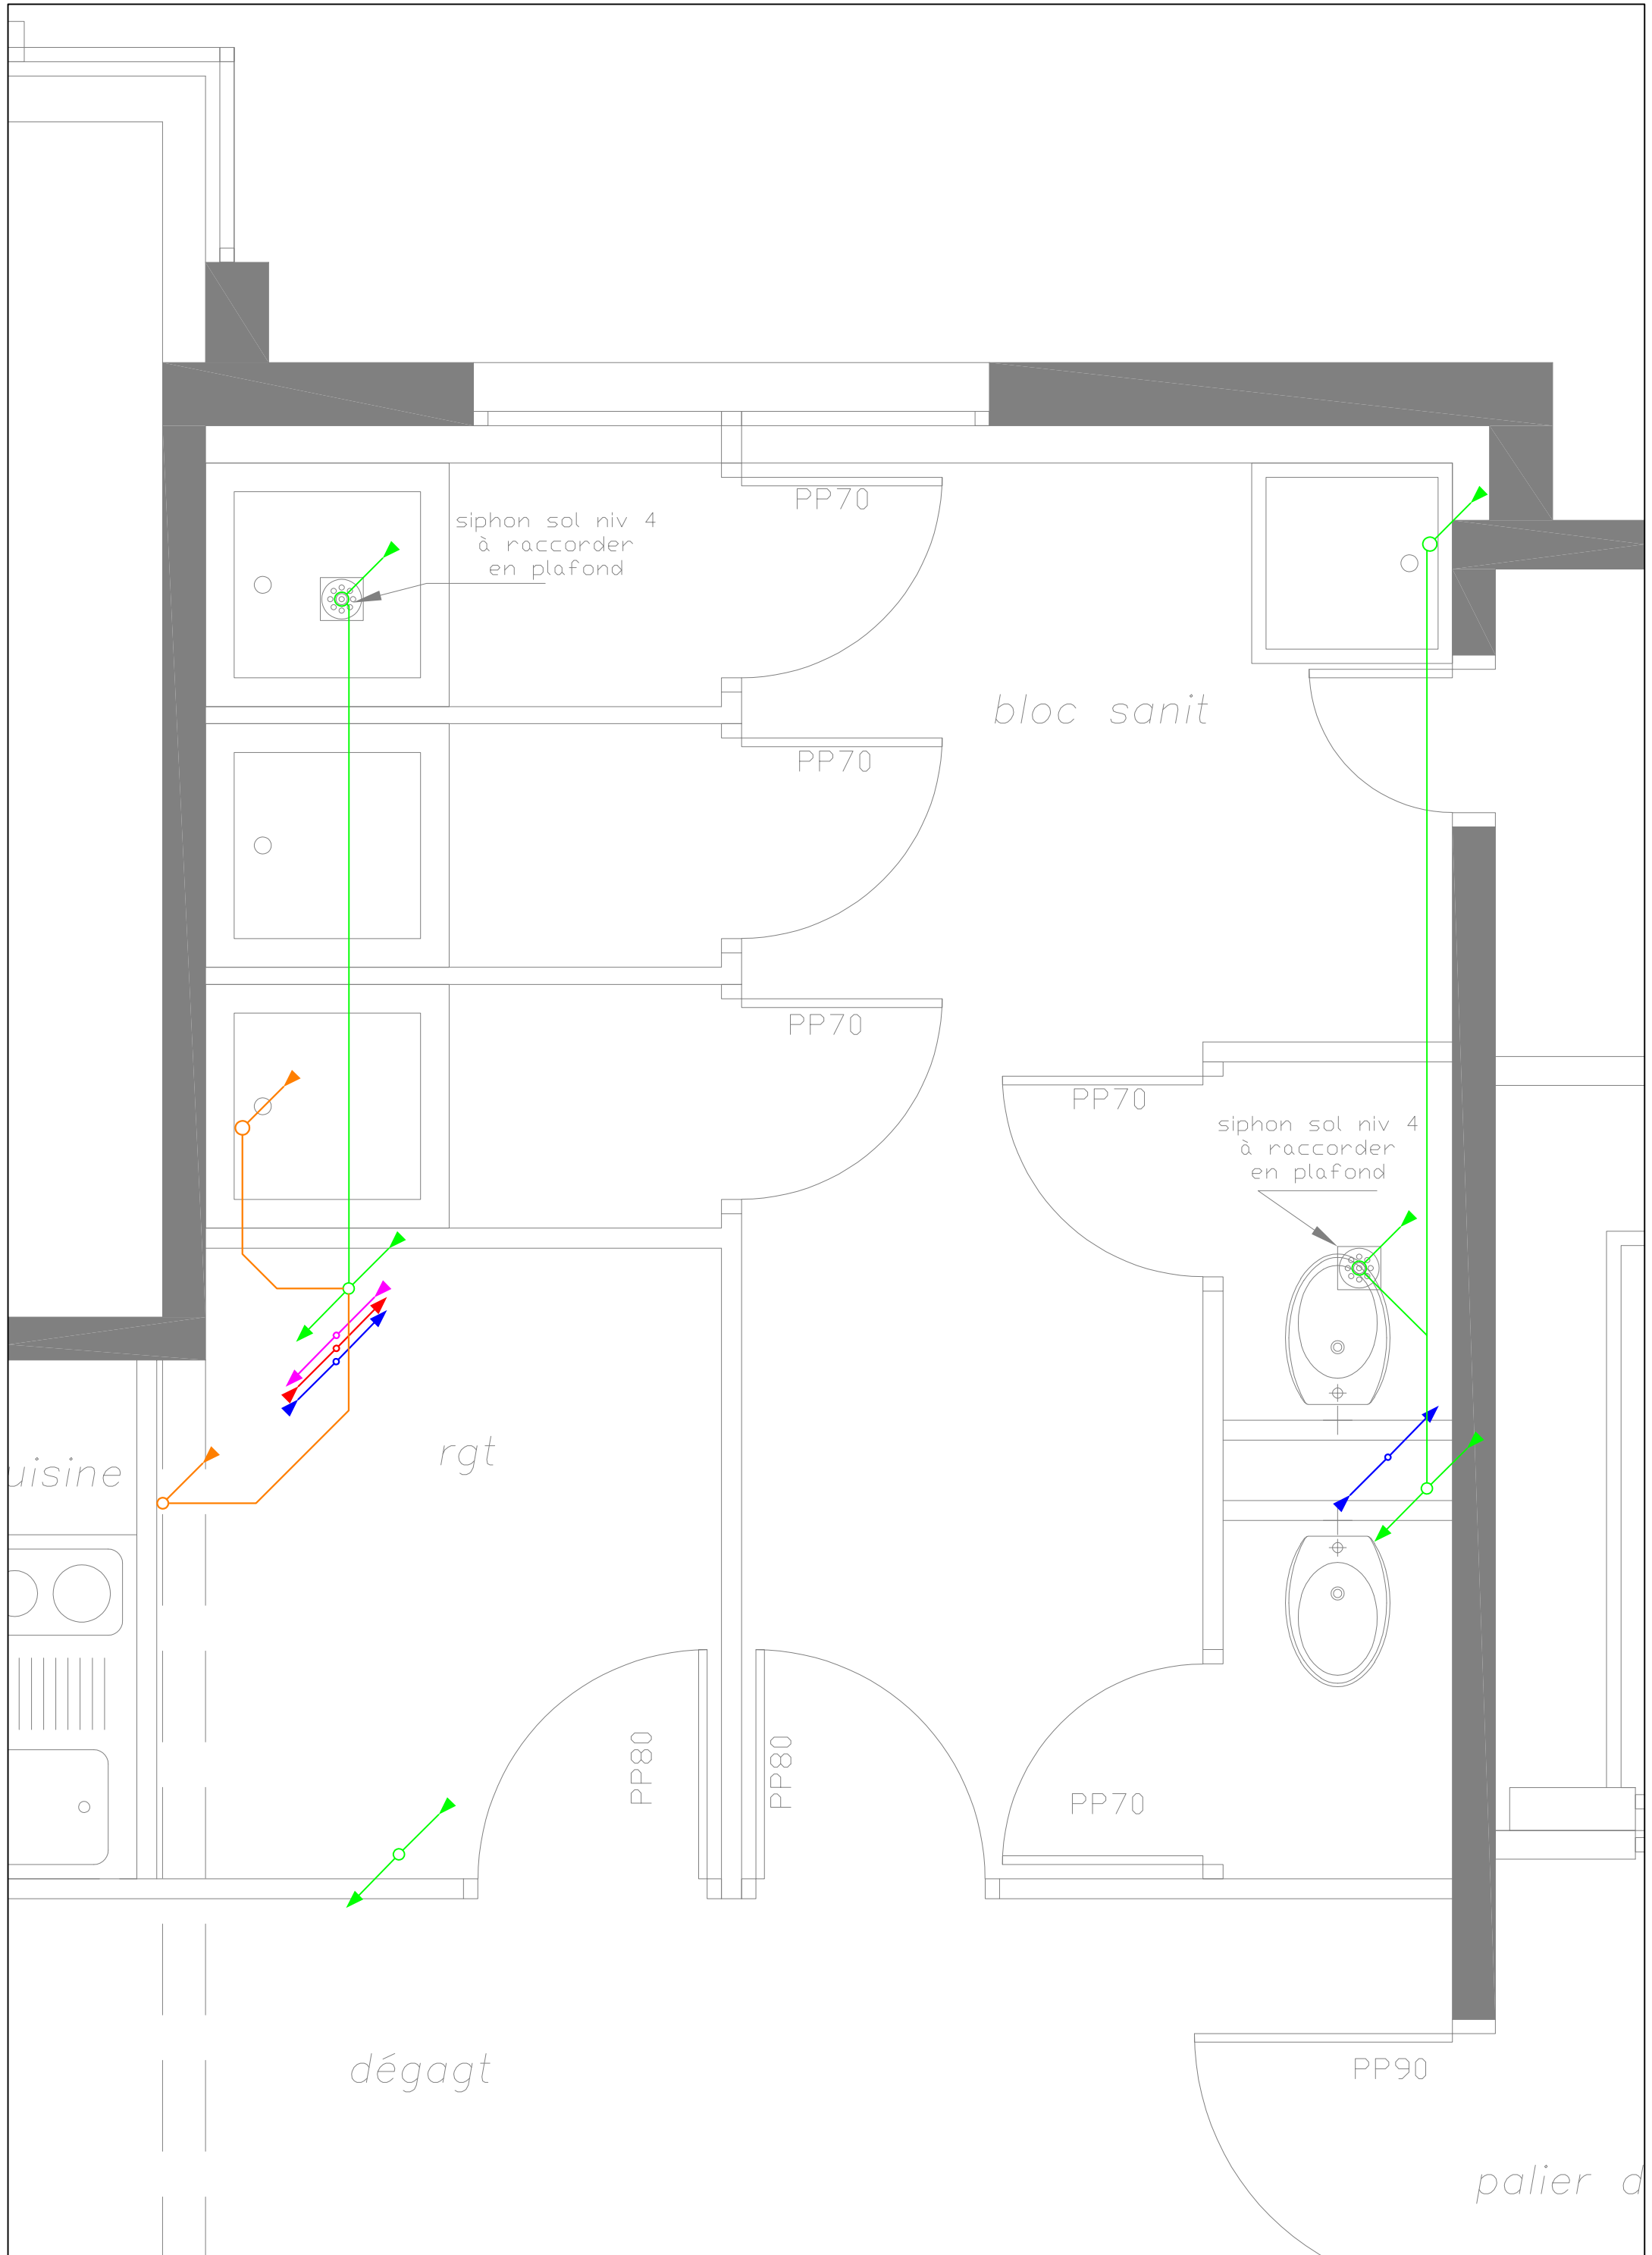 PP70
siphon sol niv 4
à raccorder
en plafond
bloc sanit
PP70
PP70
PP70
siphon sol niv 4
à raccorder
en plafond
rgt
uisine
PP80
PP80
PP70
dégagt
PP90
palier d